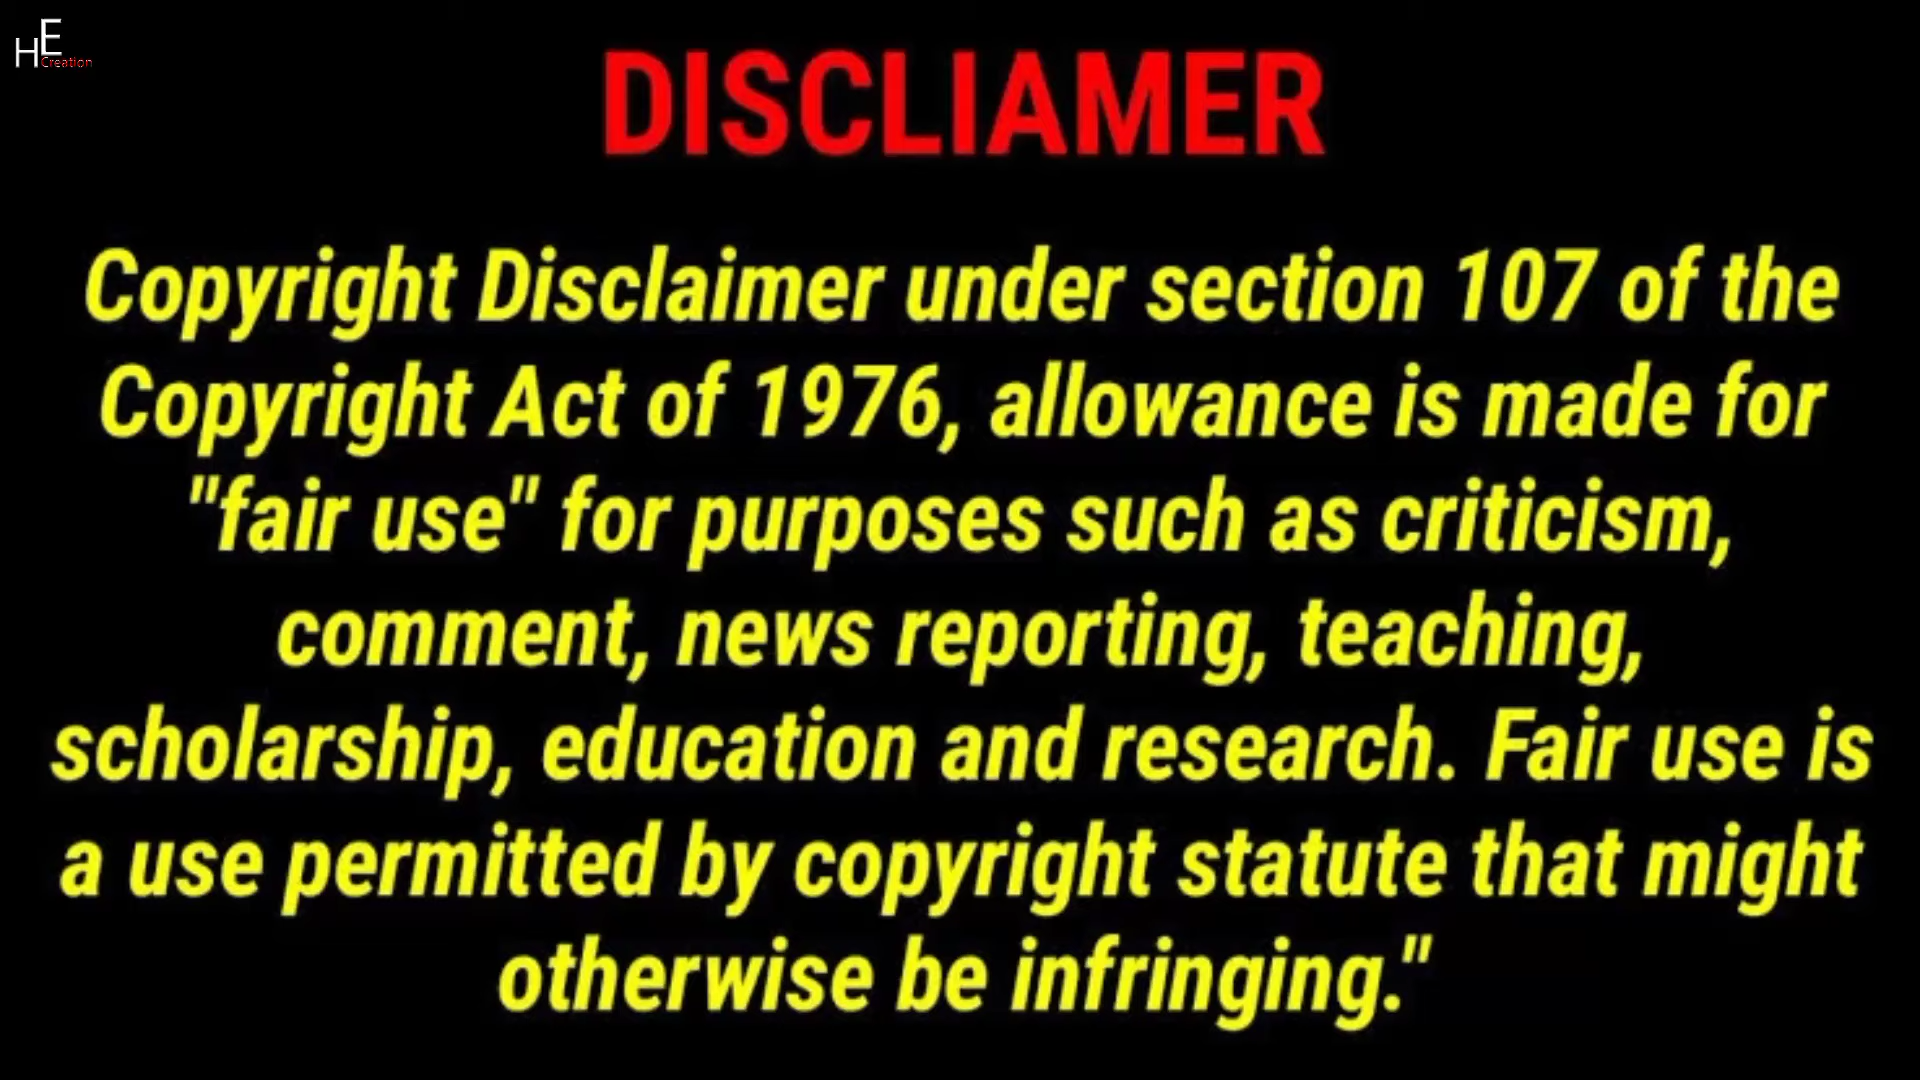 HE
Creation
DISCLIAMER
Copyright Disclaimer under section 107 of the
Copyright Act of 1976, allowance is made for
"fair use" for purposes such as criticism,
comment, news reporting, teaching,
scholarship, education and research. Fair use is
a use permitted by copyright statute that might
otherwise be infringing."